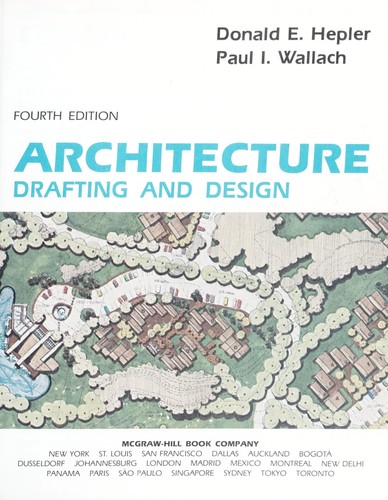 Donald E. Hepler
Paul I. Wallach
FOURTH EDITION
ARCHITECTURE
DRAFTING AND DESIGN
MCGRAW-HILL BOOK COMPANY
NEW YORK ST. LOUIS SAN FRANCISCO DALLAS AUCKLAND BOGOTÁ
DUSSELDORF JOHANNESBURG LONDON MADRID MEXICO MONTREAL NEW DELHI
PANAMA PARIS SÃO PAULO SINGAPORE SYDNEY TOKYO TORONTO